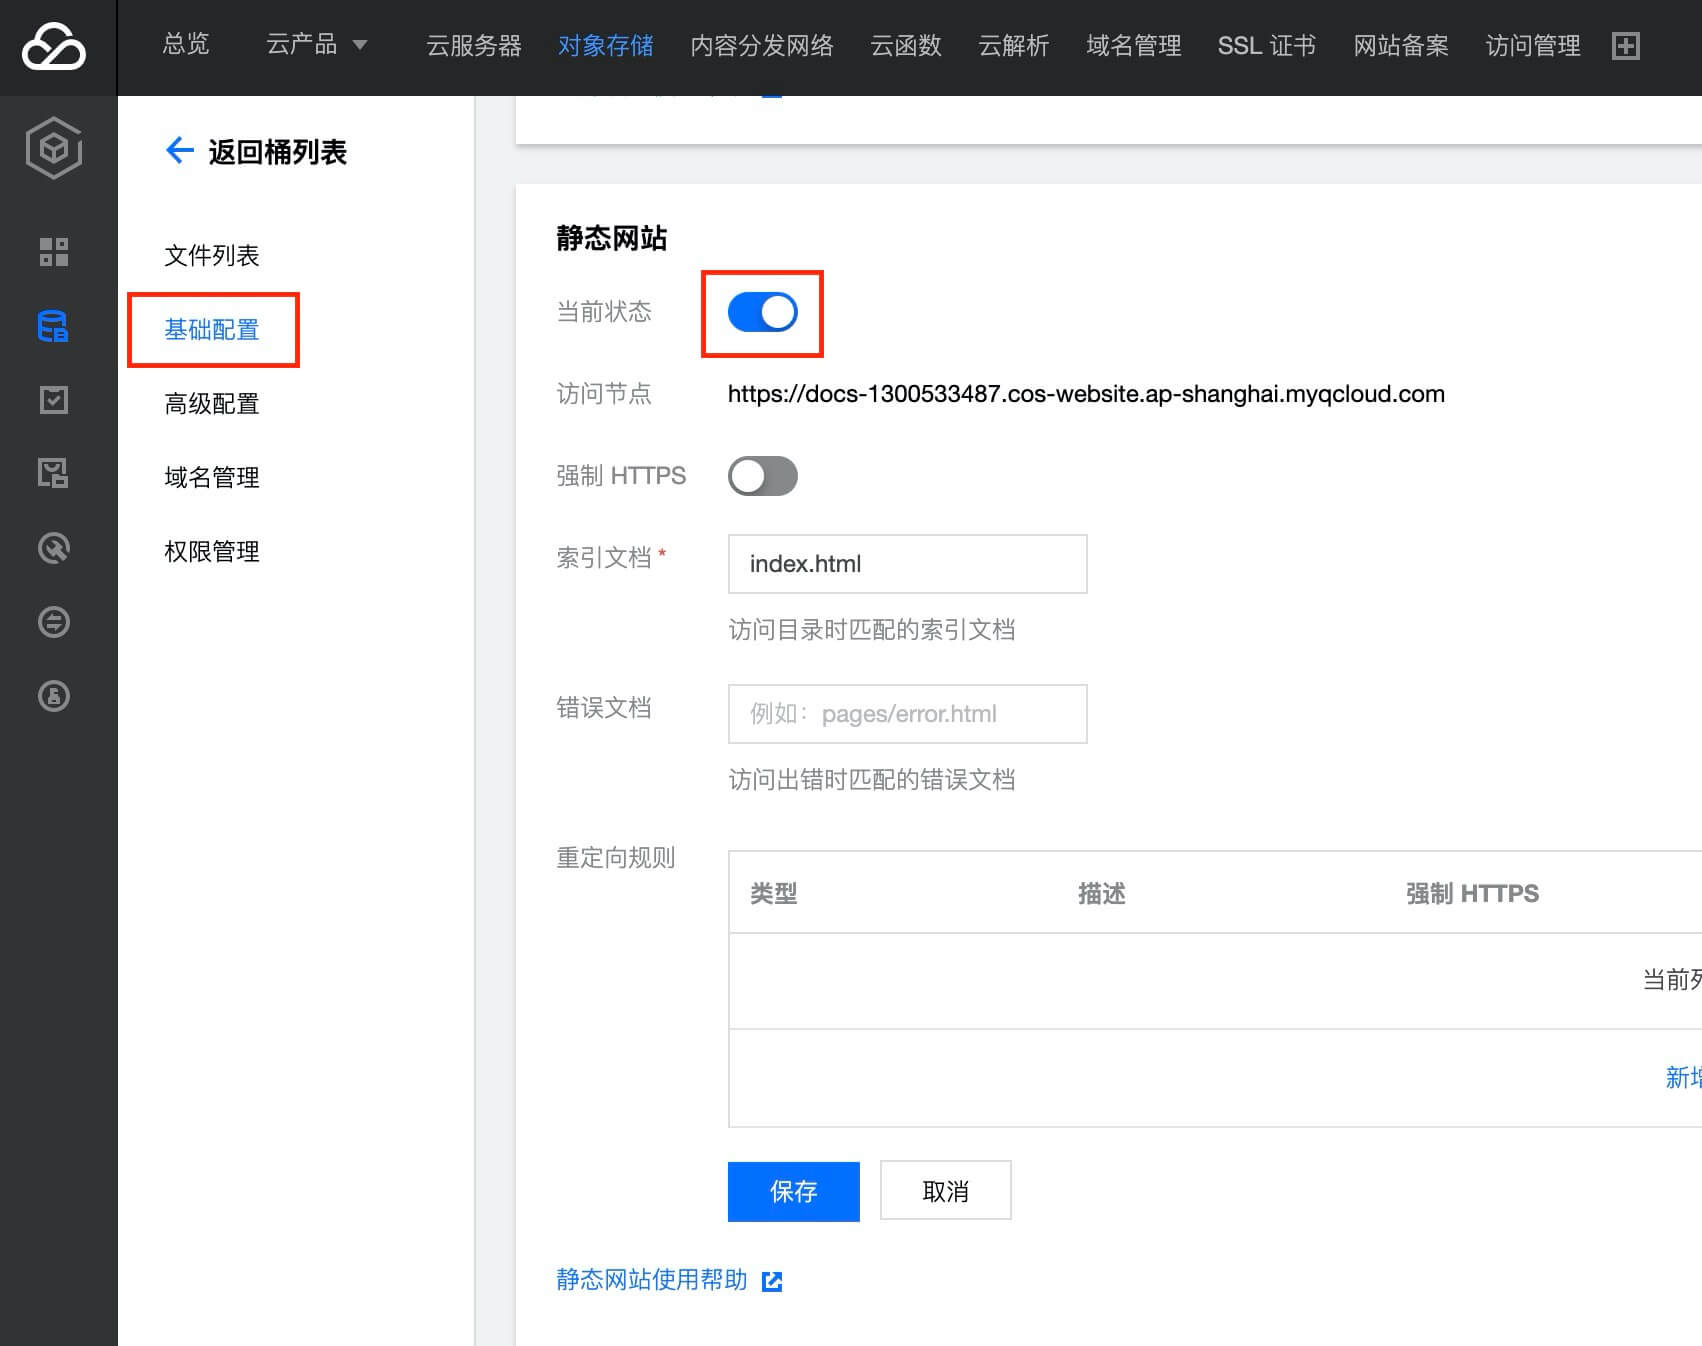 总览 云产品 云服务器 对象存储 内容分发网络 云函数 云解析 域名管理 SSL 证书 网站备案 访问管理
返回桶列表
文件列表
基础配置
高级配置
域名管理
权限管理
静态网站
当前状态
访问节点 https://docs-1300533487.cos-website.ap-shanghai.myqcloud.com
强制 HTTPS
索引文档 * index.html
访问目录时匹配的索引文档
错误文档 例如：pages/error.html
访问出错时匹配的错误文档
重定向规则
类型 描述 强制 HTTPS
当前列
新增
保存 取消
静态网站使用帮助